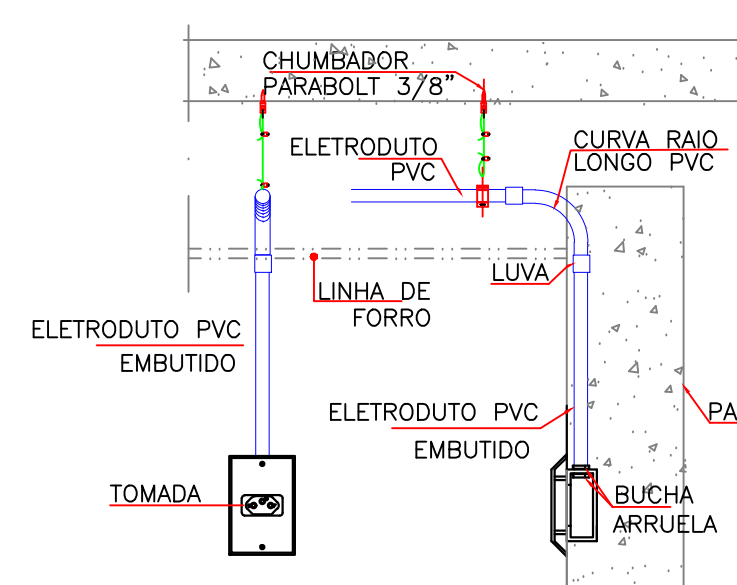 CHUMBADOR
PARABOLT 3/8"
ELETRODUTO
PVC
CURVA RAIO
LONGO PVC
LUVA
LINHA DE
FORRO
ELETRODUTO PVC
EMBUTIDO
ELETRODUTO PVC
EMBUTIDO
PA
TOMADA
BUCHA
ARRUELA